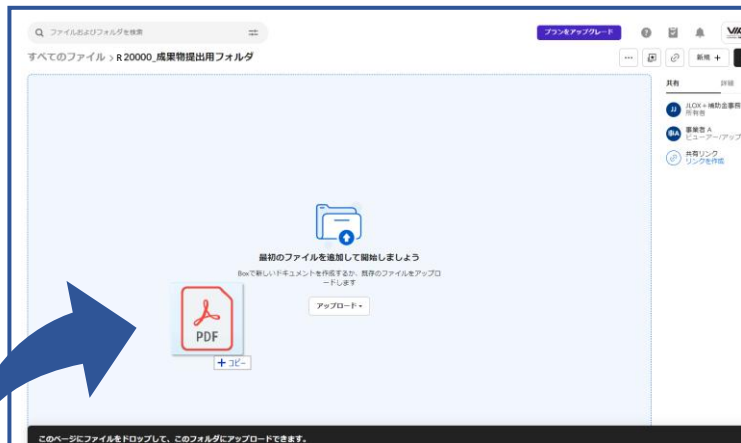 ファイルおよびフォルダを検索
プランをアップグレード
すべてのファイル > R20000_成果物提出用フォルダ
新規 +
共有
詳細
JJ JLOX+補助金事務
所有者
事業者A
ビューアー/アップ
共有リンク
リンクを作成
最初のファイルを追加して開始しましょう
Boxで新しいドキュメントを作成するか、既存のファイルをアップロ
ードします
アップロード
PDF
+コピー
このページにファイルをドロップして、このフォルダにアップロードできます。